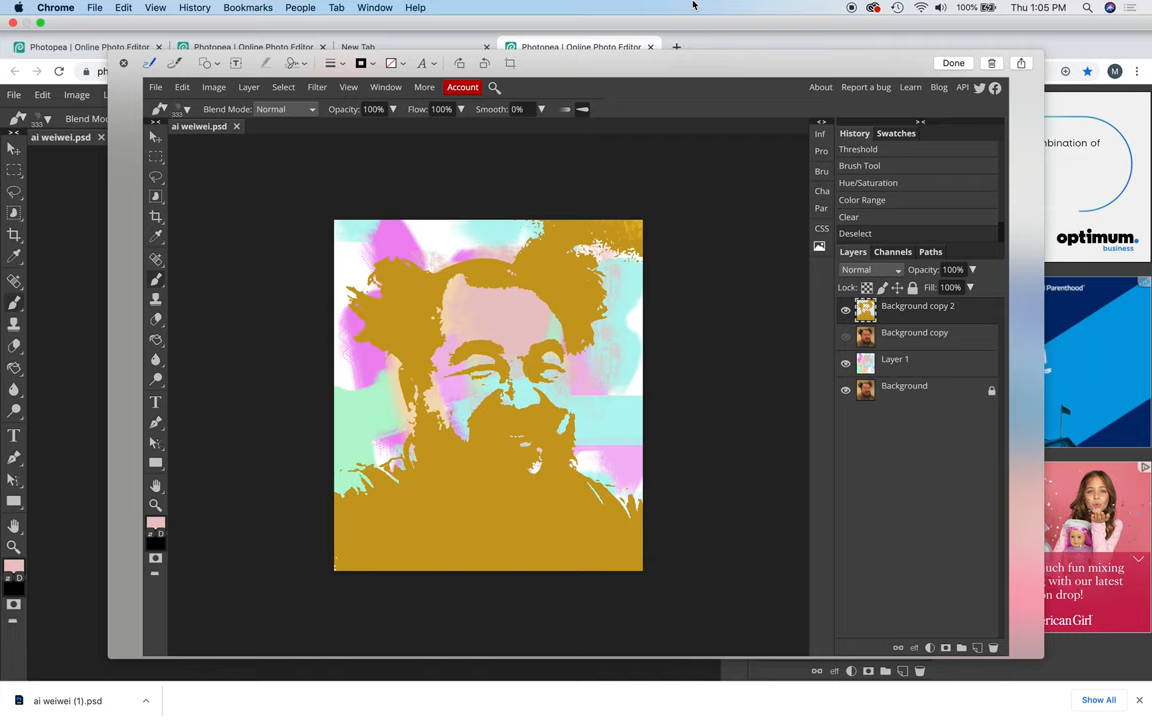 Chrome File Edit View History Bookmarks People Tab Window Help 100% Thu 1:05 PM
Photopea | Online Photo Editor Photopea | Online Photo Editor New Tab Photopea | Online Photo Editor
Done
M
File Edit Image
File Edit Image Layer Select Filter View Window More Account About Report a bug Learn Blog API
333 Blend Mode: Normal Opacity: 100% Flow: 100% Smooth: 0%
333
ai weiwei.psd
ai weiwei.psd
Inf
Pro
Bru
Cha
Par
CSS
History Swatches
Threshold
Brush Tool
Hue/Saturation
Color Range
Clear
Deselect
Layers Channels Paths
Normal Opacity: 100%
Lock: Fill: 100%
Background copy 2
Background copy
Layer 1
Background
D
D
eff
eff
mbination of
optimum.
business
Parenthood
uch fun mixing
with our latest
on drop!
erican Girl
ai weiwei (1).psd
Show All